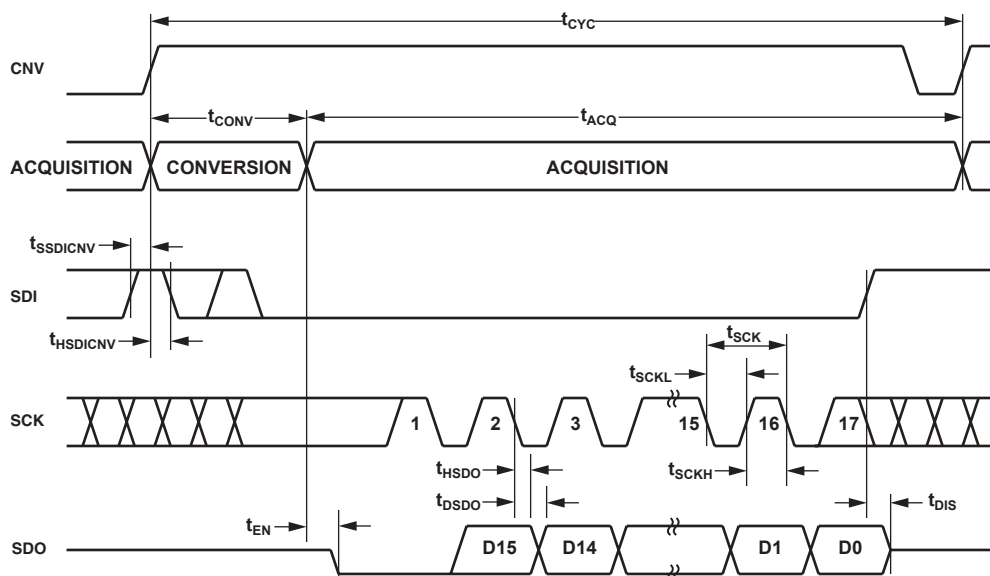 tCYC
CNV
tCONV
tACQ
ACQUISITION
CONVERSION
ACQUISITION
tSSDICNV
SDI
tHSDICNV
tSCK
tSCKL
SCK
1
2
3
15
16
17
tHSDO
tSCKH
tDSDO
tDIS
tEN
SDO
D15
D14
D1
D0